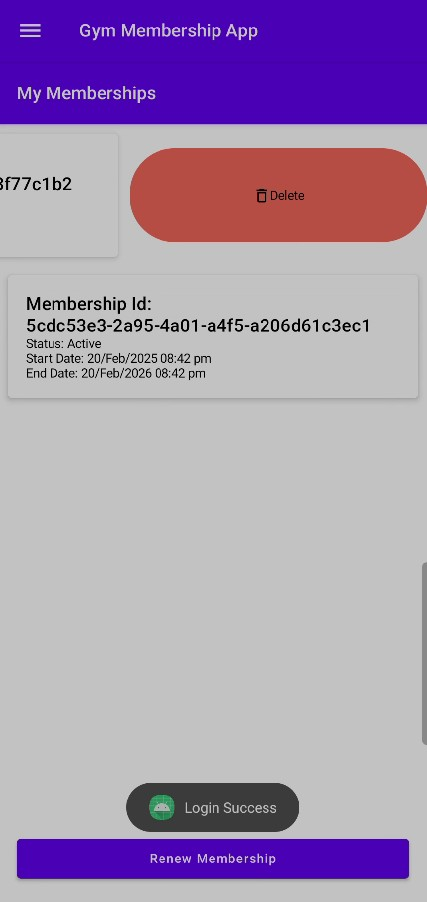 Gym Membership App
My Memberships
3f77c1b2
Delete
Membership Id:
5cdc53e3-2a95-4a01-a4f5-a206d61c3ec1
Status: Active
Start Date: 20/Feb/2025 08:42 pm
End Date: 20/Feb/2026 08:42 pm
Login Success
Renew Membership